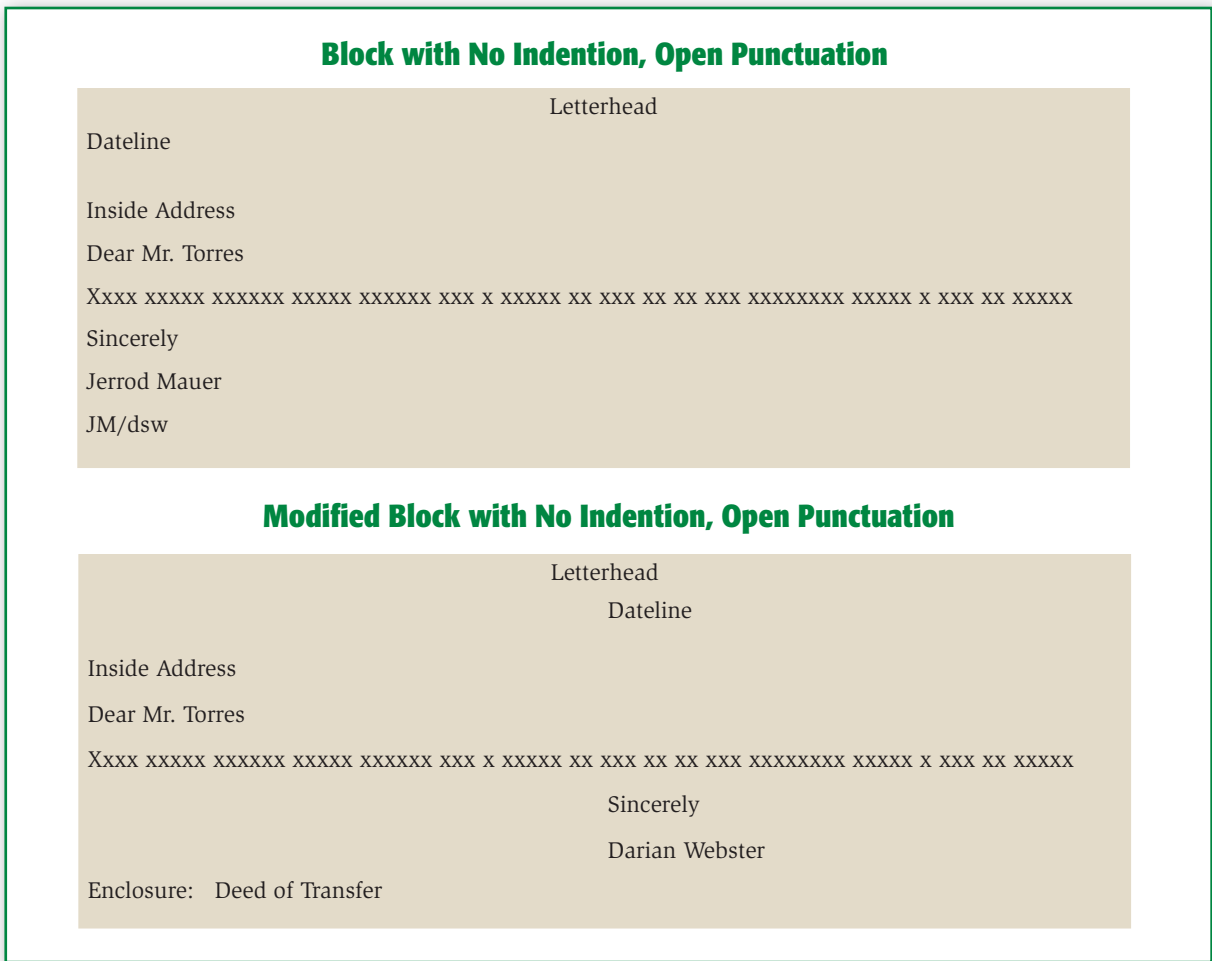 Block with No Indention, Open Punctuation
Letterhead
Dateline
Inside Address
Dear Mr. Torres
Xxxx xxxxx xxxxxx xxxxx xxxxxx xxx x xxxxx xx xxx xx xx xxx xxxxxxxx xxxxx x xxx xx xxxxx
Sincerely
Jerrod Mauer
JM/dsw
Modified Block with No Indention, Open Punctuation
Letterhead
Dateline
Inside Address
Dear Mr. Torres
Xxxx xxxxx xxxxxx xxxxx xxxxxx xxx x xxxxx xx xxx xx xx xxx xxxxxxxx xxxxx x xxx xx xxxxx
Sincerely
Darian Webster
Enclosure: Deed of Transfer